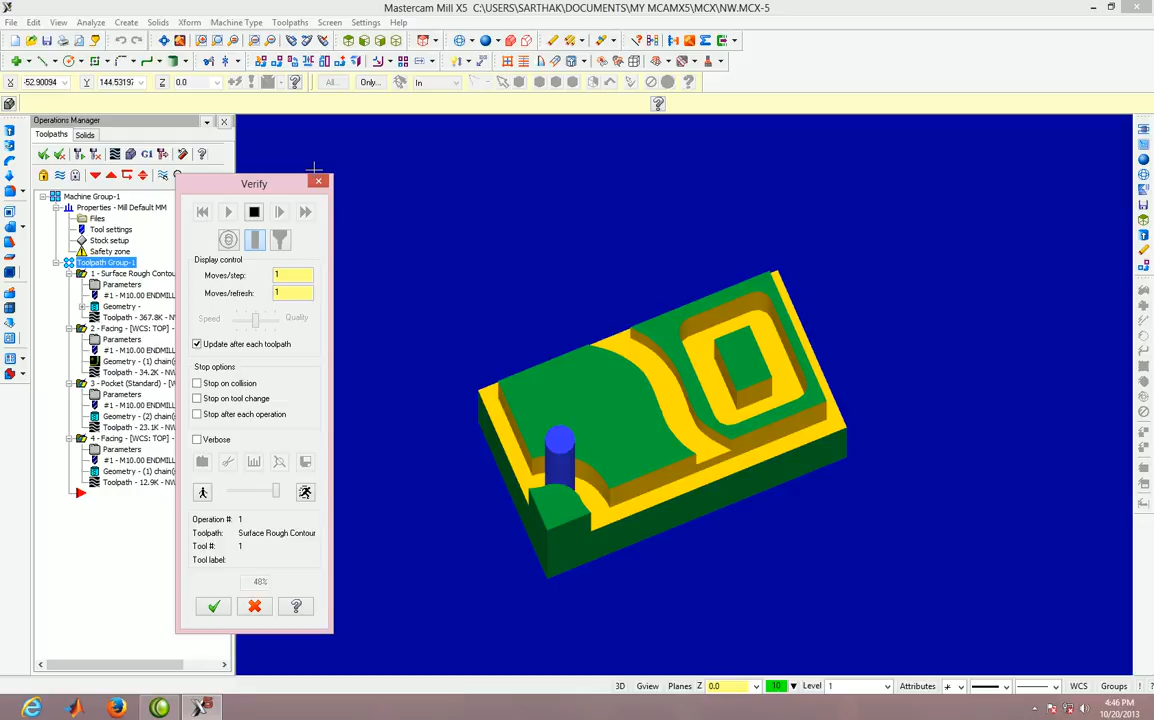 Mastercam Mill X5 C:\USERS\SARTHAK\DOCUMENTS\MY MCAMX5\MCX\NW.MCX-5
File Edit View Analyze Create Solids Xform Machine Type Toolpaths Screen Settings Help
X -52.90094 Y 144.53197 Z 0.0 All... Only... In
Operations Manager
Toolpaths Solids
G1
Verify
Machine Group-1
Properties - Mill Default MM
Files
Tool settings
Stock setup
Safety zone
Toolpath Group-1
1 - Surface Rough Contou
Parameters
#1 - M10.00 ENDMILL
Geometry -
Toolpath - 367.8K - NW
2 - Facing - [WCS: TOP] -
Parameters
#1 - M10.00 ENDMILL
Geometry - (1) chain(s
Toolpath - 34.2K - NW
3 - Pocket (Standard) - [W
Parameters
#1 - M10.00 ENDMILL
Geometry - (2) chain(s
Toolpath - 23.1K - NW
4 - Facing - [WCS: TOP] -
Parameters
#1 - M10.00 ENDMILL
Geometry - (1) chain(s
Toolpath - 12.9K - NW
Display control
Moves/step: 1
Moves/refresh: 1
Speed Quality
Update after each toolpath
Stop options
Stop on collision
Stop on tool change
Stop after each operation
Verbose
Operation # 1
Toolpath: Surface Rough Contour
Tool #: 1
Tool label:
48%
3D Gview Planes Z 0.0 10 Level 1 Attributes WCS Groups ! ?
4:46 PM
10/20/2013